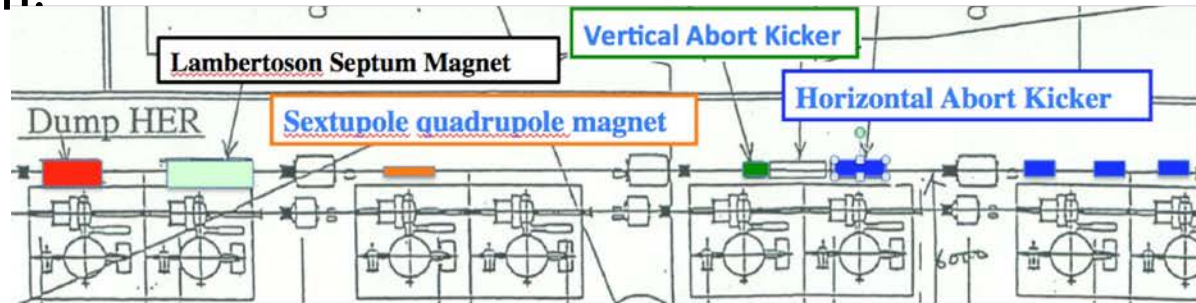 Vertical Abort Kicker
Lambertoson Septum Magnet
Horizontal Abort Kicker
Dump HER
Sextupole quadrupole magnet
6000